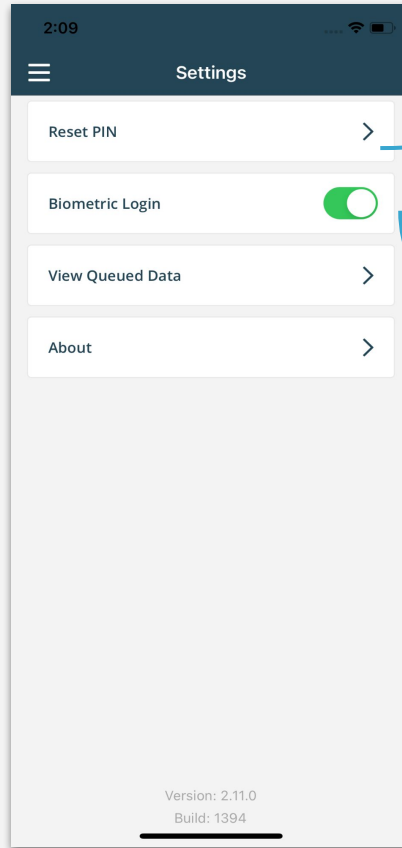 2:09
Settings
Reset PIN
Biometric Login
View Queued Data
About
Version: 2.11.0
Build: 1394